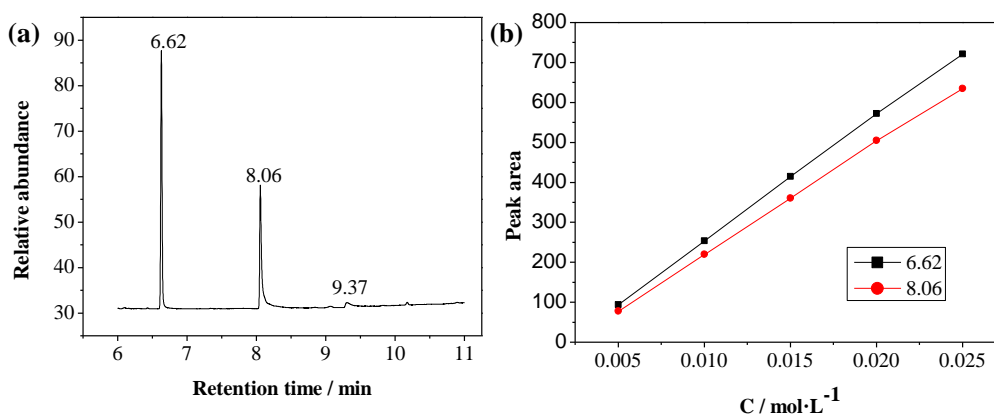 (a)
90
80
70
60
50
40
30
6.62
8.06
9.37
6 7 8 9 10 11
Relative abundance
Retention time / min
(b)
800
700
600
500
400
300
200
100
0
6.62
8.06
0.005 0.010 0.015 0.020 0.025
Peak area
C / mol·L-1